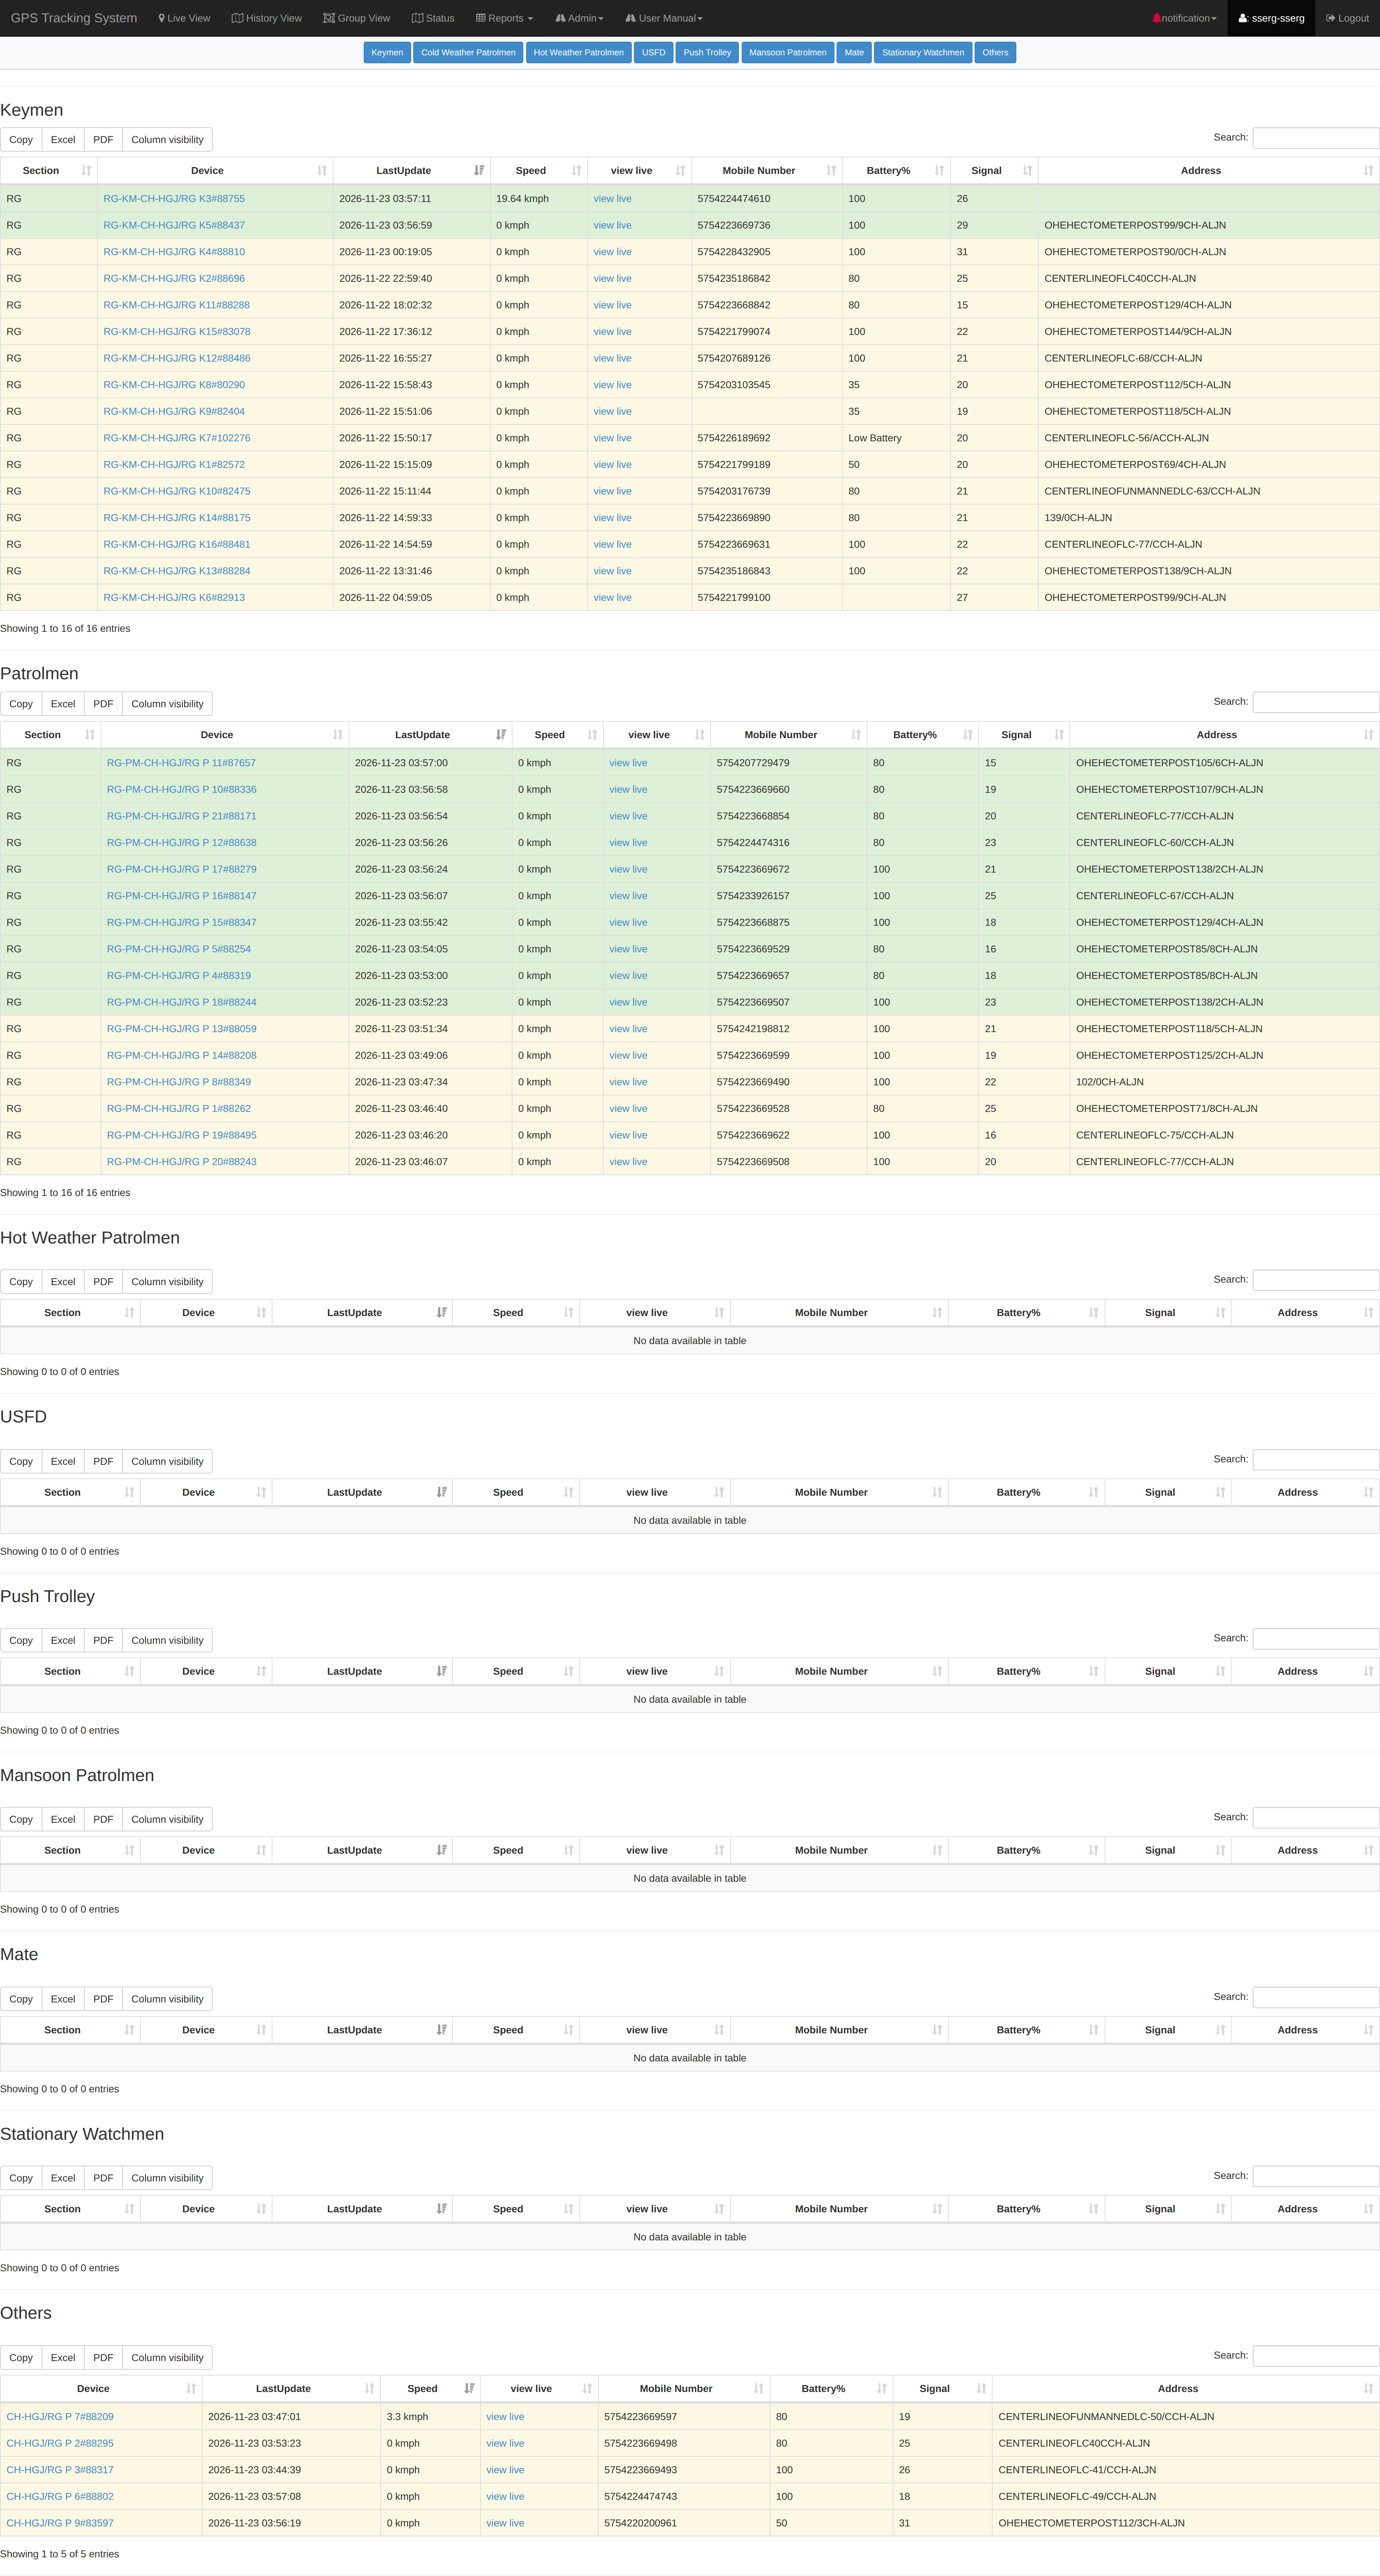 GPS Tracking System Live View History View Group View Status Reports Admin User Manual notification : sserg-sserg Logout
Keymen Cold Weather Patrolmen Hot Weather Patrolmen USFD Push Trolley Mansoon Patrolmen Mate Stationary Watchmen Others
Keymen
Copy Excel PDF Column visibility Search:
Section Device LastUpdate Speed view live Mobile Number Battery% Signal Address
RG RG-KM-CH-HGJ/RG K3#88755 2026-11-23 03:57:11 19.64 kmph view live 5754224474610 100 26
RG RG-KM-CH-HGJ/RG K5#88437 2026-11-23 03:56:59 0 kmph view live 5754223669736 100 29 OHEHECTOMETERPOST99/9CH-ALJN
RG RG-KM-CH-HGJ/RG K4#88810 2026-11-23 00:19:05 0 kmph view live 5754228432905 100 31 OHEHECTOMETERPOST90/0CH-ALJN
RG RG-KM-CH-HGJ/RG K2#88696 2026-11-22 22:59:40 0 kmph view live 5754235186842 80 25 CENTERLINEOFLC40CCH-ALJN
RG RG-KM-CH-HGJ/RG K11#88288 2026-11-22 18:02:32 0 kmph view live 5754223668842 80 15 OHEHECTOMETERPOST129/4CH-ALJN
RG RG-KM-CH-HGJ/RG K15#83078 2026-11-22 17:36:12 0 kmph view live 5754221799074 100 22 OHEHECTOMETERPOST144/9CH-ALJN
RG RG-KM-CH-HGJ/RG K12#88486 2026-11-22 16:55:27 0 kmph view live 5754207689126 100 21 CENTERLINEOFLC-68/CCH-ALJN
RG RG-KM-CH-HGJ/RG K8#80290 2026-11-22 15:58:43 0 kmph view live 5754203103545 35 20 OHEHECTOMETERPOST112/5CH-ALJN
RG RG-KM-CH-HGJ/RG K9#82404 2026-11-22 15:51:06 0 kmph view live 35 19 OHEHECTOMETERPOST118/5CH-ALJN
RG RG-KM-CH-HGJ/RG K7#102276 2026-11-22 15:50:17 0 kmph view live 5754226189692 Low Battery 20 CENTERLINEOFLC-56/ACCH-ALJN
RG RG-KM-CH-HGJ/RG K1#82572 2026-11-22 15:15:09 0 kmph view live 5754221799189 50 20 OHEHECTOMETERPOST69/4CH-ALJN
RG RG-KM-CH-HGJ/RG K10#82475 2026-11-22 15:11:44 0 kmph view live 5754203176739 80 21 CENTERLINEOFUNMANNEDLC-63/CCH-ALJN
RG RG-KM-CH-HGJ/RG K14#88175 2026-11-22 14:59:33 0 kmph view live 5754223669890 80 21 139/0CH-ALJN
RG RG-KM-CH-HGJ/RG K16#88481 2026-11-22 14:54:59 0 kmph view live 5754223669631 100 22 CENTERLINEOFLC-77/CCH-ALJN
RG RG-KM-CH-HGJ/RG K13#88284 2026-11-22 13:31:46 0 kmph view live 5754235186843 100 22 OHEHECTOMETERPOST138/9CH-ALJN
RG RG-KM-CH-HGJ/RG K6#82913 2026-11-22 04:59:05 0 kmph view live 5754221799100 27 OHEHECTOMETERPOST99/9CH-ALJN
Showing 1 to 16 of 16 entries
Patrolmen
Copy Excel PDF Column visibility Search:
Section Device LastUpdate Speed view live Mobile Number Battery% Signal Address
RG RG-PM-CH-HGJ/RG P 11#87657 2026-11-23 03:57:00 0 kmph view live 5754207729479 80 15 OHEHECTOMETERPOST105/6CH-ALJN
RG RG-PM-CH-HGJ/RG P 10#88336 2026-11-23 03:56:58 0 kmph view live 5754223669660 80 19 OHEHECTOMETERPOST107/9CH-ALJN
RG RG-PM-CH-HGJ/RG P 21#88171 2026-11-23 03:56:54 0 kmph view live 5754223668854 80 20 CENTERLINEOFLC-77/CCH-ALJN
RG RG-PM-CH-HGJ/RG P 12#88638 2026-11-23 03:56:26 0 kmph view live 5754224474316 80 23 CENTERLINEOFLC-60/CCH-ALJN
RG RG-PM-CH-HGJ/RG P 17#88279 2026-11-23 03:56:24 0 kmph view live 5754223669672 100 21 OHEHECTOMETERPOST138/2CH-ALJN
RG RG-PM-CH-HGJ/RG P 16#88147 2026-11-23 03:56:07 0 kmph view live 5754233926157 100 25 CENTERLINEOFLC-67/CCH-ALJN
RG RG-PM-CH-HGJ/RG P 15#88347 2026-11-23 03:55:42 0 kmph view live 5754223668875 100 18 OHEHECTOMETERPOST129/4CH-ALJN
RG RG-PM-CH-HGJ/RG P 5#88254 2026-11-23 03:54:05 0 kmph view live 5754223669529 80 16 OHEHECTOMETERPOST85/8CH-ALJN
RG RG-PM-CH-HGJ/RG P 4#88319 2026-11-23 03:53:00 0 kmph view live 5754223669657 80 18 OHEHECTOMETERPOST85/8CH-ALJN
RG RG-PM-CH-HGJ/RG P 18#88244 2026-11-23 03:52:23 0 kmph view live 5754223669507 100 23 OHEHECTOMETERPOST138/2CH-ALJN
RG RG-PM-CH-HGJ/RG P 13#88059 2026-11-23 03:51:34 0 kmph view live 5754242198812 100 21 OHEHECTOMETERPOST118/5CH-ALJN
RG RG-PM-CH-HGJ/RG P 14#88208 2026-11-23 03:49:06 0 kmph view live 5754223669599 100 19 OHEHECTOMETERPOST125/2CH-ALJN
RG RG-PM-CH-HGJ/RG P 8#88349 2026-11-23 03:47:34 0 kmph view live 5754223669490 100 22 102/0CH-ALJN
RG RG-PM-CH-HGJ/RG P 1#88262 2026-11-23 03:46:40 0 kmph view live 5754223669528 80 25 OHEHECTOMETERPOST71/8CH-ALJN
RG RG-PM-CH-HGJ/RG P 19#88495 2026-11-23 03:46:20 0 kmph view live 5754223669622 100 16 CENTERLINEOFLC-75/CCH-ALJN
RG RG-PM-CH-HGJ/RG P 20#88243 2026-11-23 03:46:07 0 kmph view live 5754223669508 100 20 CENTERLINEOFLC-77/CCH-ALJN
Showing 1 to 16 of 16 entries
Hot Weather Patrolmen
Copy Excel PDF Column visibility Search:
Section Device LastUpdate Speed view live Mobile Number Battery% Signal Address
No data available in table
Showing 0 to 0 of 0 entries
USFD
Copy Excel PDF Column visibility Search:
Section Device LastUpdate Speed view live Mobile Number Battery% Signal Address
No data available in table
Showing 0 to 0 of 0 entries
Push Trolley
Copy Excel PDF Column visibility Search:
Section Device LastUpdate Speed view live Mobile Number Battery% Signal Address
No data available in table
Showing 0 to 0 of 0 entries
Mansoon Patrolmen
Copy Excel PDF Column visibility Search:
Section Device LastUpdate Speed view live Mobile Number Battery% Signal Address
No data available in table
Showing 0 to 0 of 0 entries
Mate
Copy Excel PDF Column visibility Search:
Section Device LastUpdate Speed view live Mobile Number Battery% Signal Address
No data available in table
Showing 0 to 0 of 0 entries
Stationary Watchmen
Copy Excel PDF Column visibility Search:
Section Device LastUpdate Speed view live Mobile Number Battery% Signal Address
No data available in table
Showing 0 to 0 of 0 entries
Others
Copy Excel PDF Column visibility Search:
Device LastUpdate Speed view live Mobile Number Battery% Signal Address
CH-HGJ/RG P 7#88209 2026-11-23 03:47:01 3.3 kmph view live 5754223669597 80 19 CENTERLINEOFUNMANNEDLC-50/CCH-ALJN
CH-HGJ/RG P 2#88295 2026-11-23 03:53:23 0 kmph view live 5754223669498 80 25 CENTERLINEOFLC40CCH-ALJN
CH-HGJ/RG P 3#88317 2026-11-23 03:44:39 0 kmph view live 5754223669493 100 26 CENTERLINEOFLC-41/CCH-ALJN
CH-HGJ/RG P 6#88802 2026-11-23 03:57:08 0 kmph view live 5754224474743 100 18 CENTERLINEOFLC-49/CCH-ALJN
CH-HGJ/RG P 9#83597 2026-11-23 03:56:19 0 kmph view live 5754220200961 50 31 OHEHECTOMETERPOST112/3CH-ALJN
Showing 1 to 5 of 5 entries